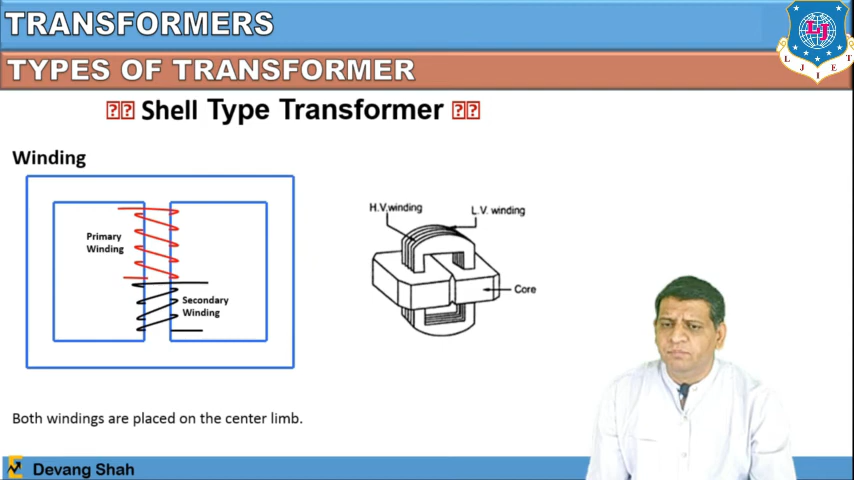 TRANSFORMERS
TYPES OF TRANSFORMER
LJ
L J I E T
Shell Type Transformer
Winding
Primary
Winding
Secondary
Winding
H.V.winding
L.V. winding
Core
Both windings are placed on the center limb.
Devang Shah